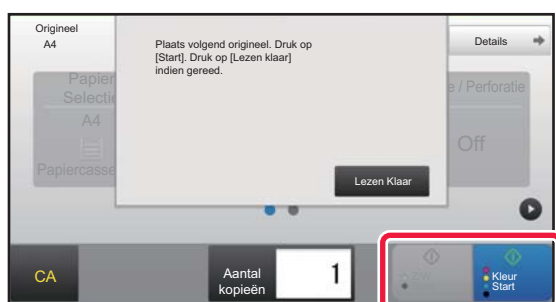 Origineel
A4
Plaats volgend origineel. Druk op
[Start]. Druk op [Lezen klaar]
indien gereed.
Details
Papier
Selectie
A4
Papiercasse
e / Perforatie
Off
Lezen Klaar
CA
Aantal
kopieën
1
Z/W
Kleur
Start